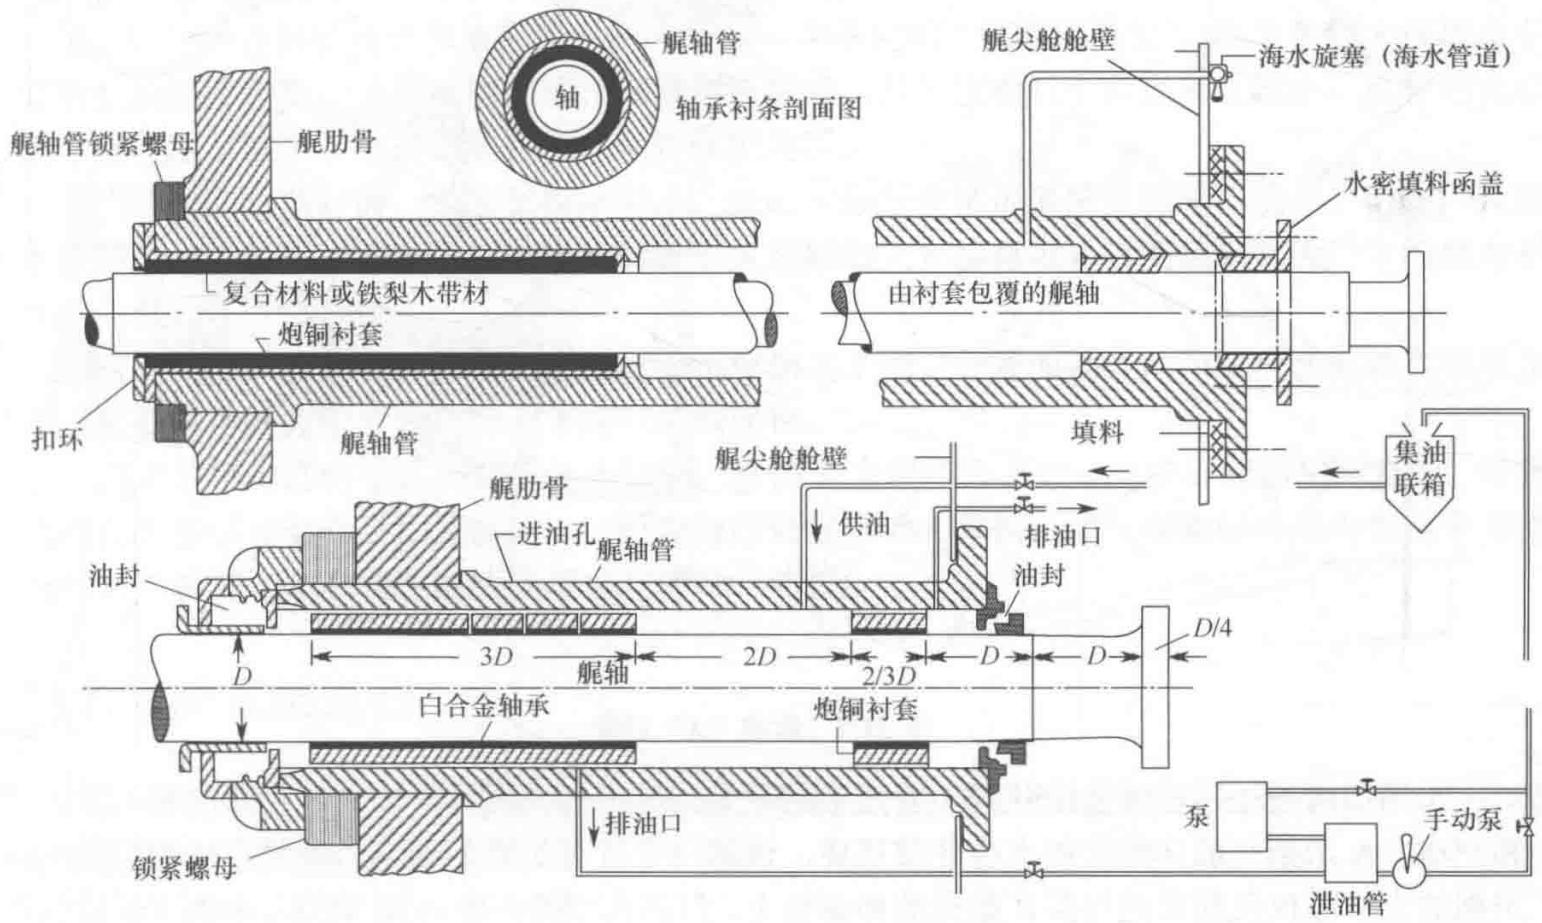 艉轴管
轴
轴承衬条剖面图
艉尖舱舱壁
海水旋塞（海水管道）
艉轴管锁紧螺母
艉肋骨
水密填料函盖
复合材料或铁梨木带材
炮铜衬套
由衬套包覆的艉轴
扣环
艉轴管
填料
艉尖舱舱壁
集油
联箱
艉肋骨
进油孔
艉轴管
供油
排油口
油封
油封
D/4
3D
2D
2/3D
D
D
D
艉轴
白合金轴承
炮铜衬套
锁紧螺母
排油口
泵
手动泵
泄油管